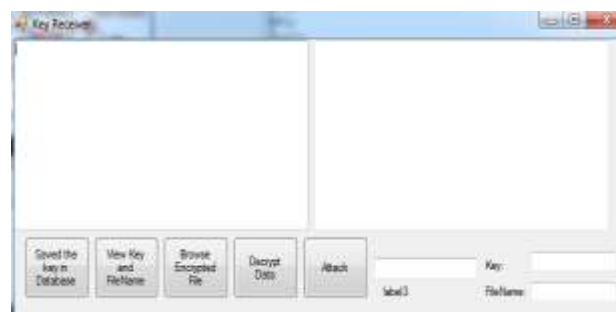 Key Receiver
Saved the
key in
Database
View Key
and
FileName
Browse
Encrypted
File
Decrypt
Data
Attack
label3
Key:
FileName: